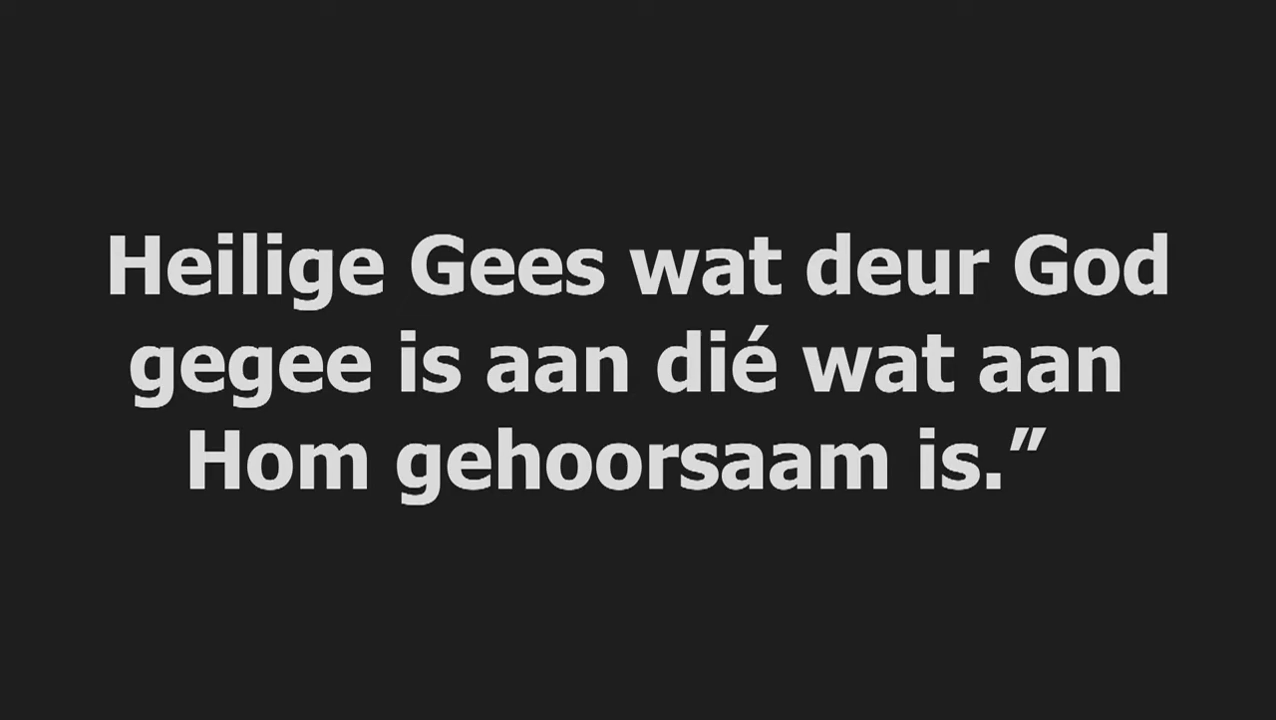 Heilige Gees wat deur God
gegee is aan dié wat aan
Hom gehoorsaam is.”